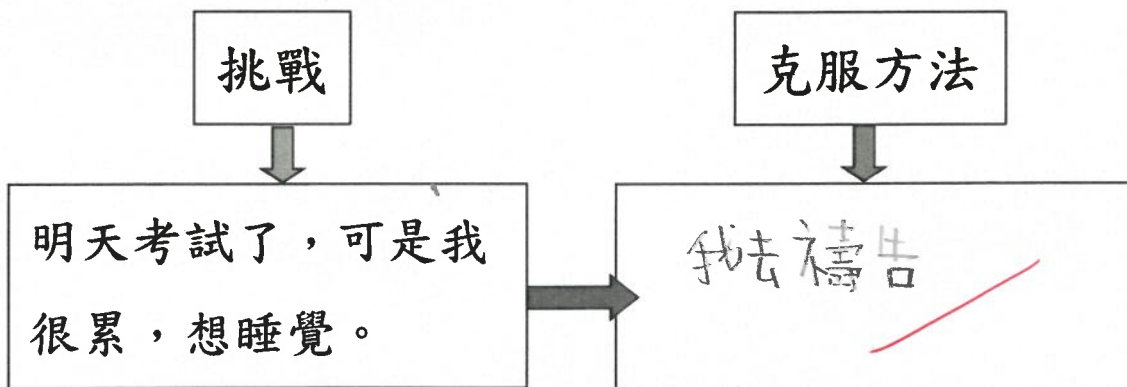 挑戰
克服方法
明天考試了，可是我
很累，想睡覺。
我去禱告